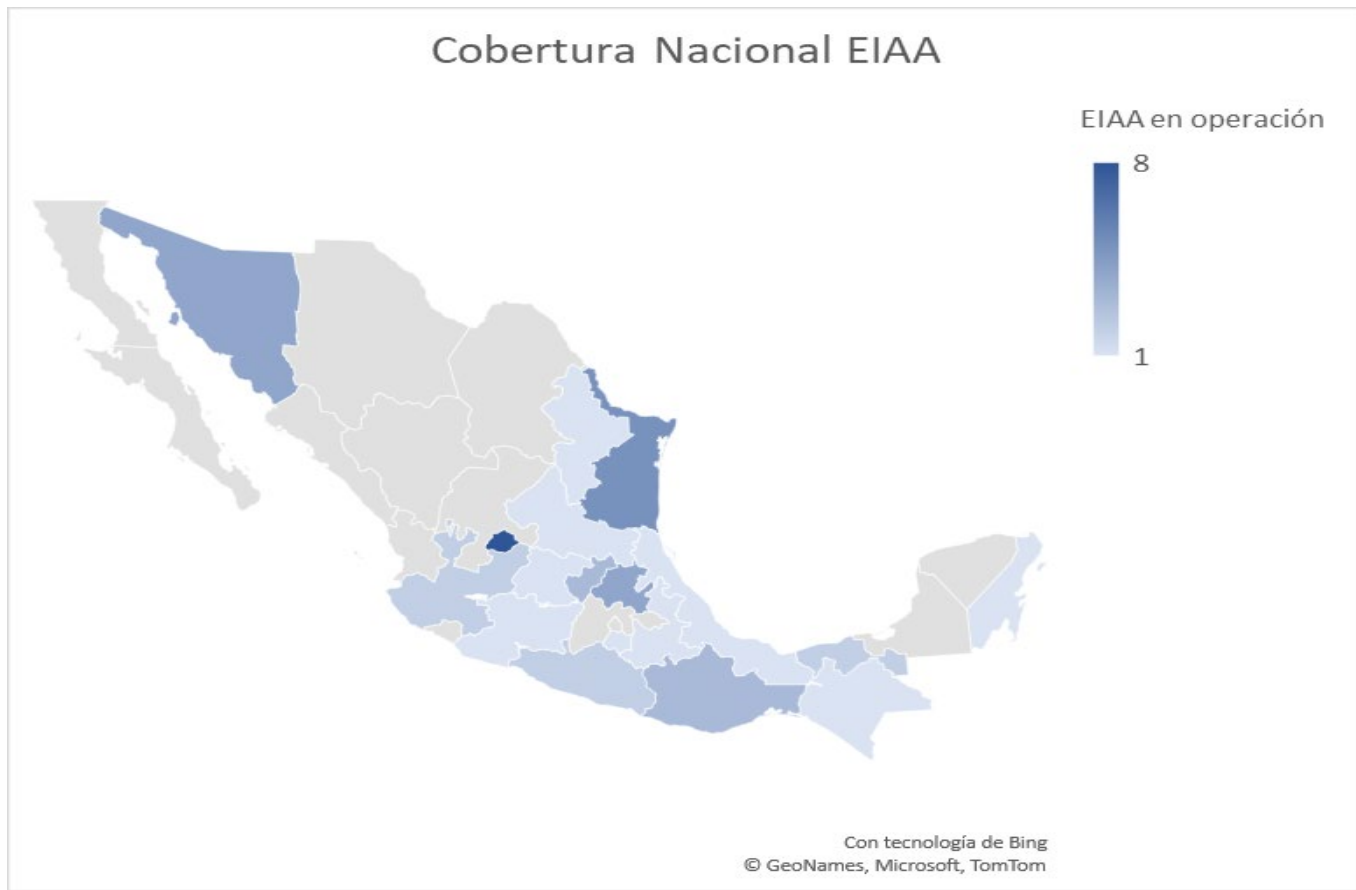 Cobertura Nacional EIAA
EIAA en operación
8
1
Con tecnología de Bing
© GeoNames, Microsoft, TomTom